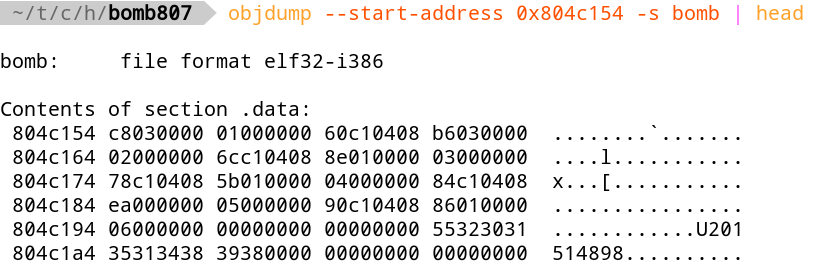 ~/t/c/h/bomb807 objdump --start-address 0x804c154 -s bomb | head
bomb:     file format elf32-i386
Contents of section .data:
 804c154 c8030000 01000000 60c10408 b6030000  ........`.......
 804c164 02000000 6cc10408 8e010000 03000000  ....l...........
 804c174 78c10408 5b010000 04000000 84c10408  x...[...........
 804c184 ea000000 05000000 90c10408 86010000  ................
 804c194 06000000 00000000 00000000 55323031  ............U201
 804c1a4 35313438 39380000 00000000 00000000  514898..........